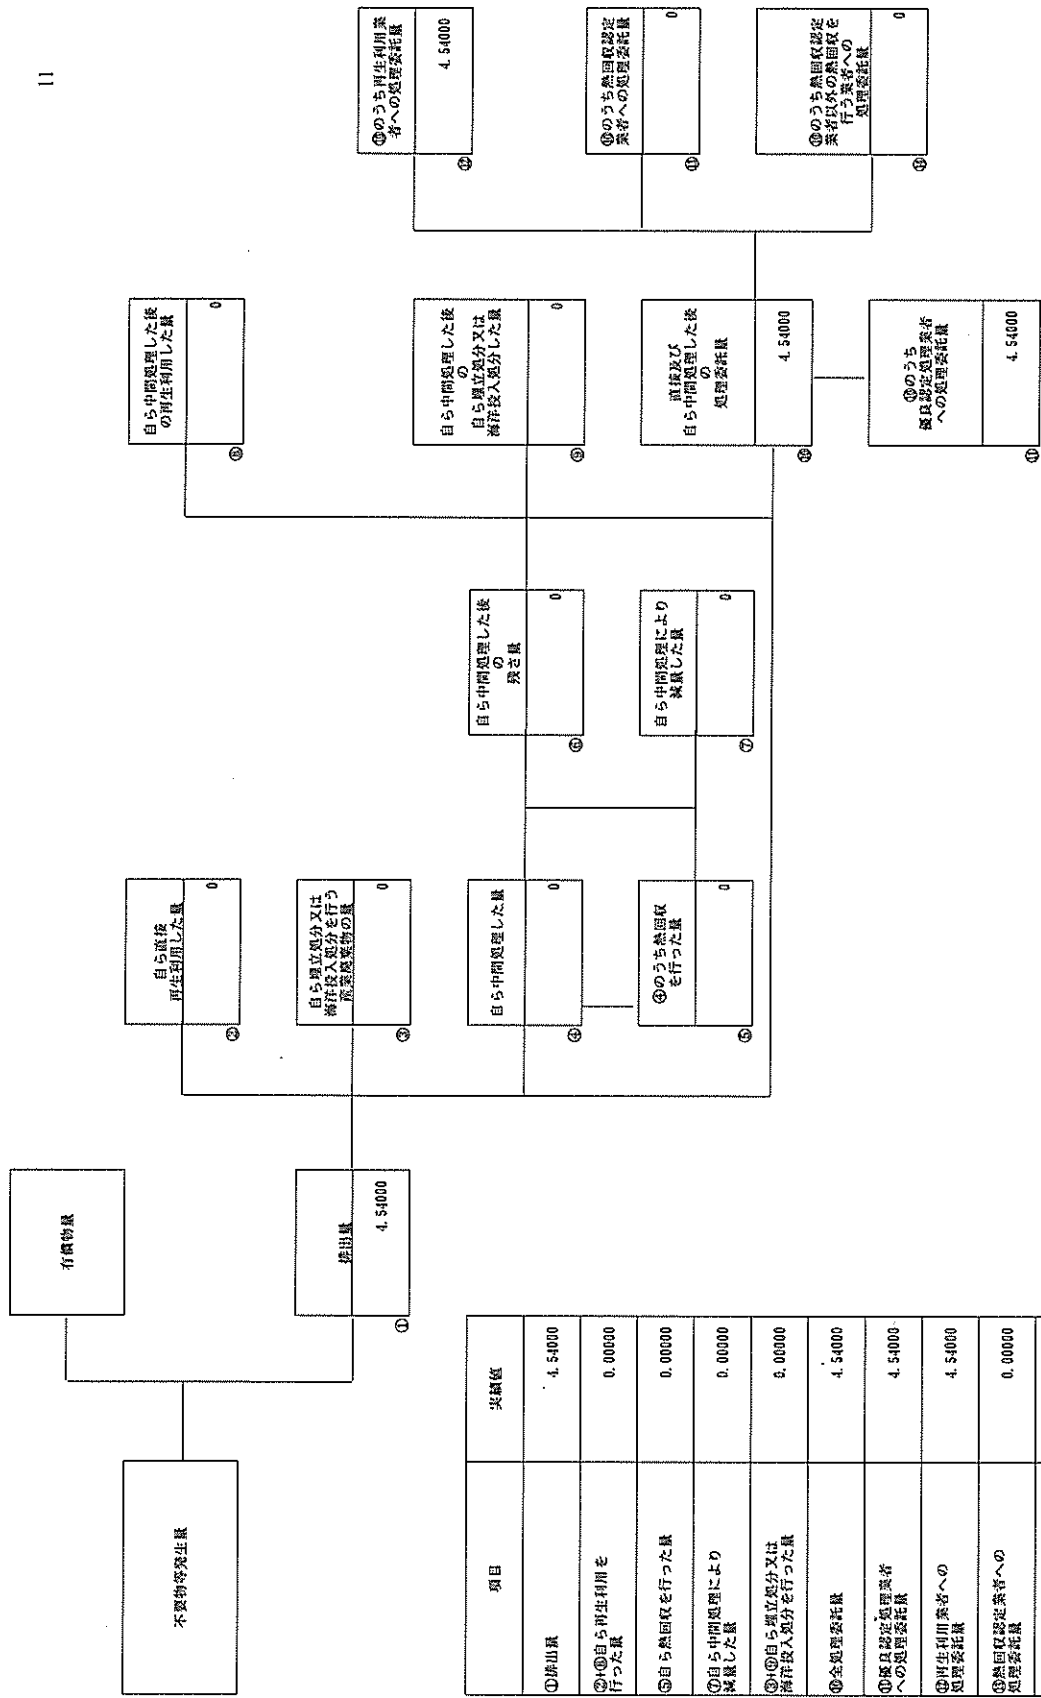 11
有償物量
不要物等発生量
排出量
4.54000
①
自ら直接
再生利用した量
0
②
自ら埋立処分又は
海洋投入処分を行う
産業廃棄物の量
0
③
自ら中間処理した量
0
④
④のうち熱回収
を行った量
0
⑤
自ら中間処理した後
の
残さ量
0
⑥
自ら中間処理により
減量した量
0
⑦
自ら中間処理した後
の再生利用した量
0
⑧
自ら中間処理した後
の
自ら埋立処分又は
海洋投入処分した量
0
⑨
直接及び
自ら中間処理した後
の
処理委託量
4.54000
⑩
⑩のうち
優良認定処理業者
への処理委託量
4.54000
⑪
⑩のうち再生利用業
者への処理委託量
4.54000
⑫
⑩のうち熱回収認定
業者への処理委託量
0
⑬
⑩のうち熱回収認定
業者以外の熱回収を
行う業者への
処理委託量
0
⑭
項目
実績値
①排出量
4.54000
②+⑧自ら再生利用を
行った量
0.00000
⑤自ら熱回収を行った量
0.00000
⑦自ら中間処理により
減量した量
0.00000
③+⑨自ら埋立処分又は
海洋投入処分を行った量
0.00000
⑩全処理委託量
4.54000
⑪優良認定処理業者
への処理委託量
4.54000
⑫再生利用業者への
処理委託量
4.54000
⑬熱回収認定業者への
処理委託量
0.00000